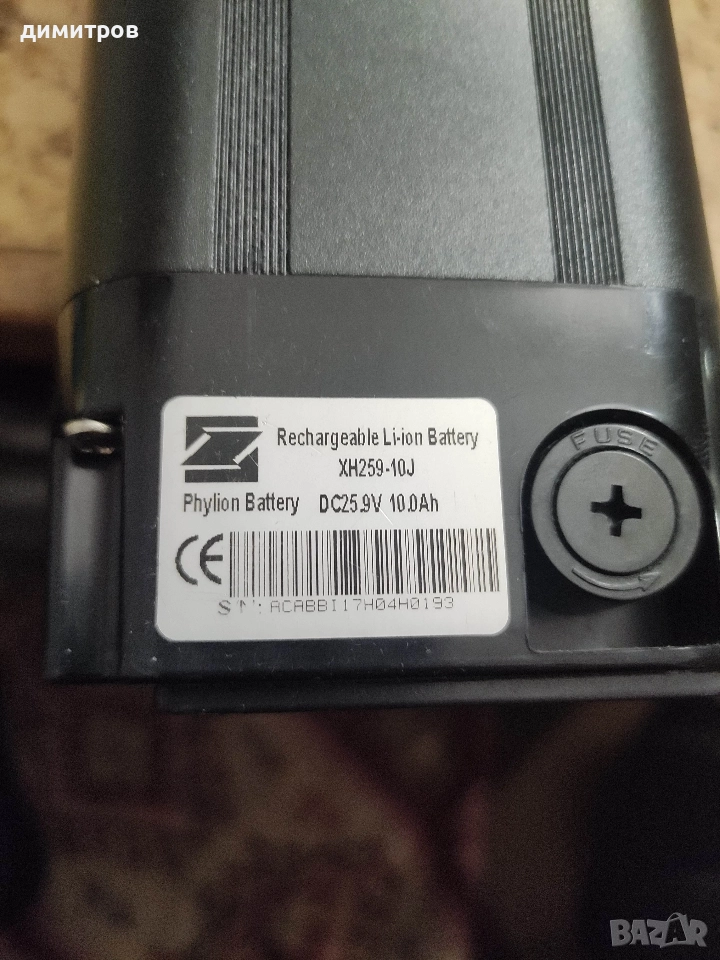 димитров
Rechargeable Li-ion Battery
XH259-10J
Phylion Battery DC25.9V 10.0Ah
CE
S/N: ACABBI17H04H0193
FUSE
BAZAR